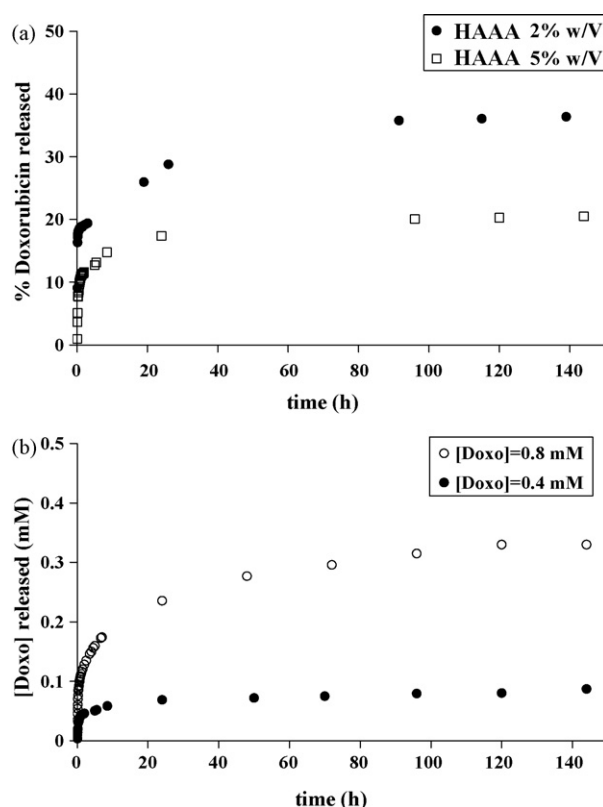 (a)
50
40
30
20
10
0
% Doxorubicin released
HAAA 2% w/V
HAAA 5% w/V
0 20 40 60 80 100 120 140
time (h)
(b)
0.5
0.4
0.3
0.2
0.1
0
[Doxo] released (mM)
[Doxo]=0.8 mM
[Doxo]=0.4 mM
0 20 40 60 80 100 120 140
time (h)